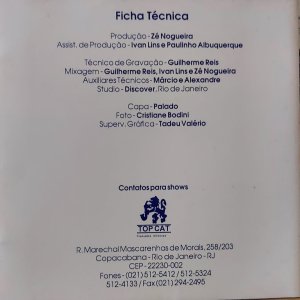 Ficha Técnica
Produção - Zé Nogueira
Assist. de Produção - Ivan Lins e Paulinho Albuquerque
Técnico de Gravação - Guilherme Reis
Mixagem - Guilherme Reis, Ivan Lins e Zé Nogueira
Auxiliares Técnicos - Márcio e Alexandre
Studio - Discover. Rio de Janeiro
Capa - Palado
Foto - Cristiane Bodini
Superv. Gráfica - Tadeu Valério
Contatos para shows
TOP CAT
R. Marechal Mascarenhas de Morais, 258/203
Copacabana - Rio de Janeiro - RJ
CEP - 22230-002
Fones - (021) 512-5412 / 512-5324
512-4133 / Fax (021) 294-2495